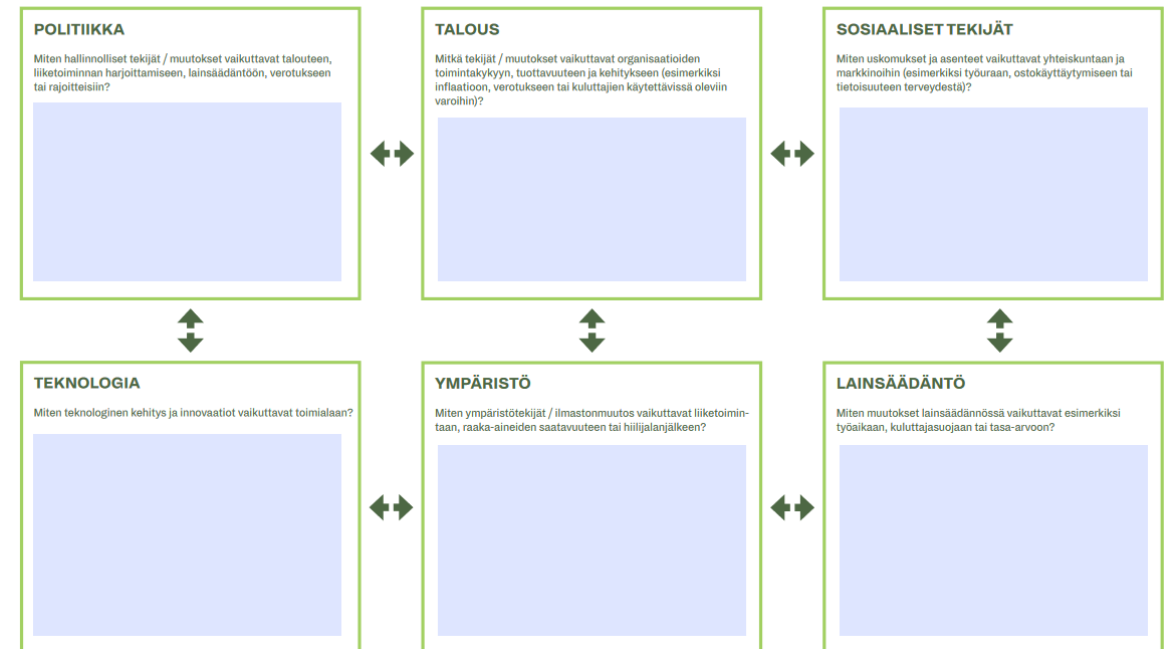 POLITIIKKA
Miten hallinnolliset tekijät / muutokset vaikuttavat talouteen,
liiketoiminnan harjoittamiseen, lainsäädäntöön, verotukseen
tai rajoitteisiin?
TALOUS
Mitkä tekijät / muutokset vaikuttavat organisaatioiden
toimintakykyyn, tuottavuuteen ja kehitykseen (esimerkiksi
inflaatioon, verotukseen tai kuluttajien käytettävissä oleviin
varoihin)?
SOSIAALISET TEKIJÄT
Miten uskomukset ja asenteet vaikuttavat yhteiskuntaan ja
markkinoihin (esimerkiksi työuraan, ostokäyttäytymiseen tai
tietoisuuteen terveydestä)?
TEKNOLOGIA
Miten teknologinen kehitys ja innovaatiot vaikuttavat toimialaan?
YMPÄRISTÖ
Miten ympäristötekijät / ilmastonmuutos vaikuttavat liiketoimin-
taan, raaka-aineiden saatavuuteen tai hiilijalanjälkeen?
LAINSÄÄDÄNTÖ
Miten muutokset lainsäädännössä vaikuttavat esimerkiksi
työaikaan, kuluttajasuojaan tai tasa-arvoon?